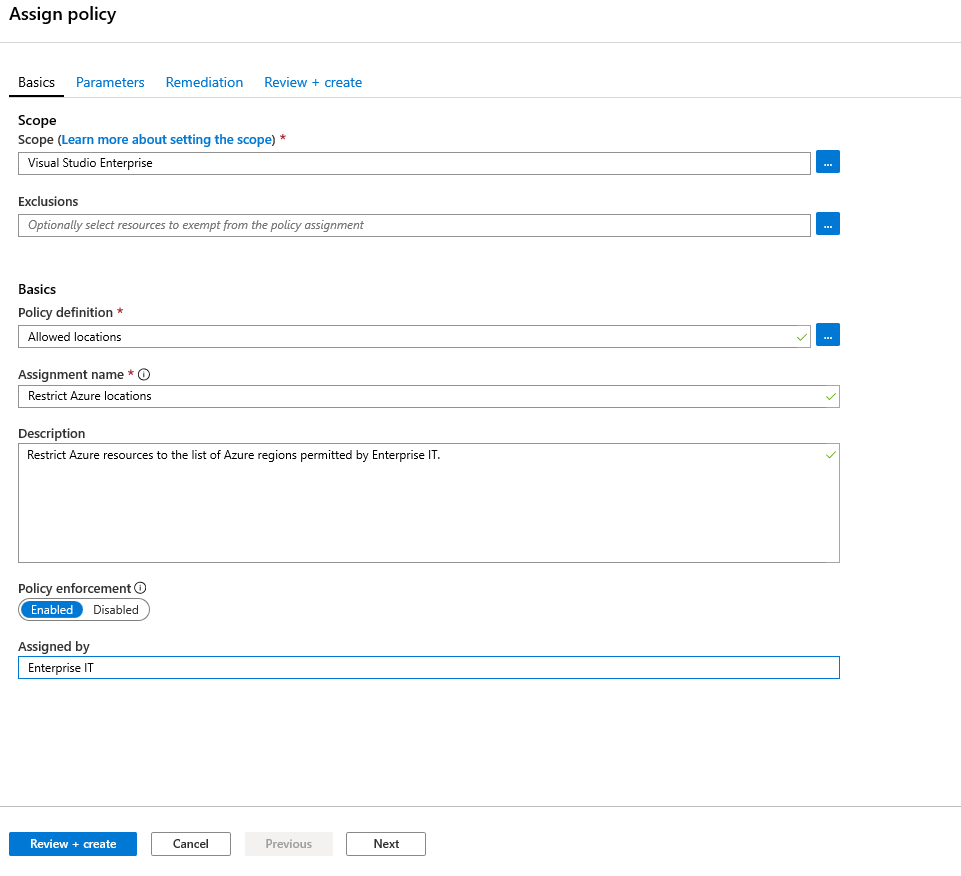 Assign policy
Basics Parameters Remediation Review + create
Scope
Scope (Learn more about setting the scope) *
Visual Studio Enterprise
...
Exclusions
Optionally select resources to exempt from the policy assignment
...
Basics
Policy definition *
Allowed locations
...
Assignment name *
Restrict Azure locations
Description
Restrict Azure resources to the list of Azure regions permitted by Enterprise IT.
Policy enforcement
Enabled Disabled
Assigned by
Enterprise IT
Review + create Cancel Previous Next